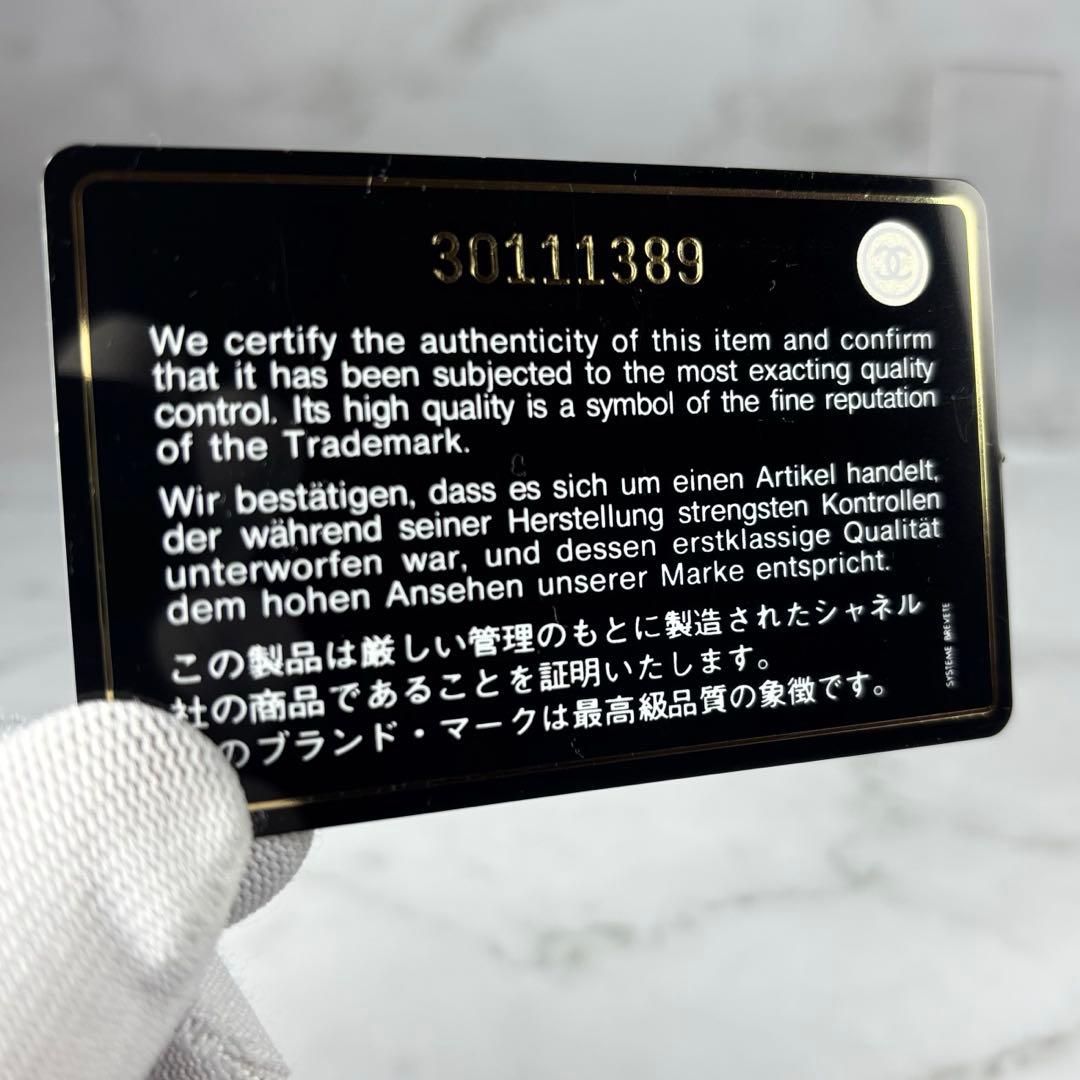 30111389
We certify the authenticity of this item and confirm
that it has been subjected to the most exacting quality
control. Its high quality is a symbol of the fine reputation
of the Trademark.
Wir bestätigen, dass es sich um einen Artikel handelt,
der während seiner Herstellung strengsten Kontrollen
unterworfen war, und dessen erstklassige Qualität
dem hohen Ansehen unserer Marke entspricht.
この製品は厳しい管理のもとに製造されたシャネル
社の商品であることを証明いたします。
のブランド・マークは最高級品質の象徴です。
SYSTEME BREVETE